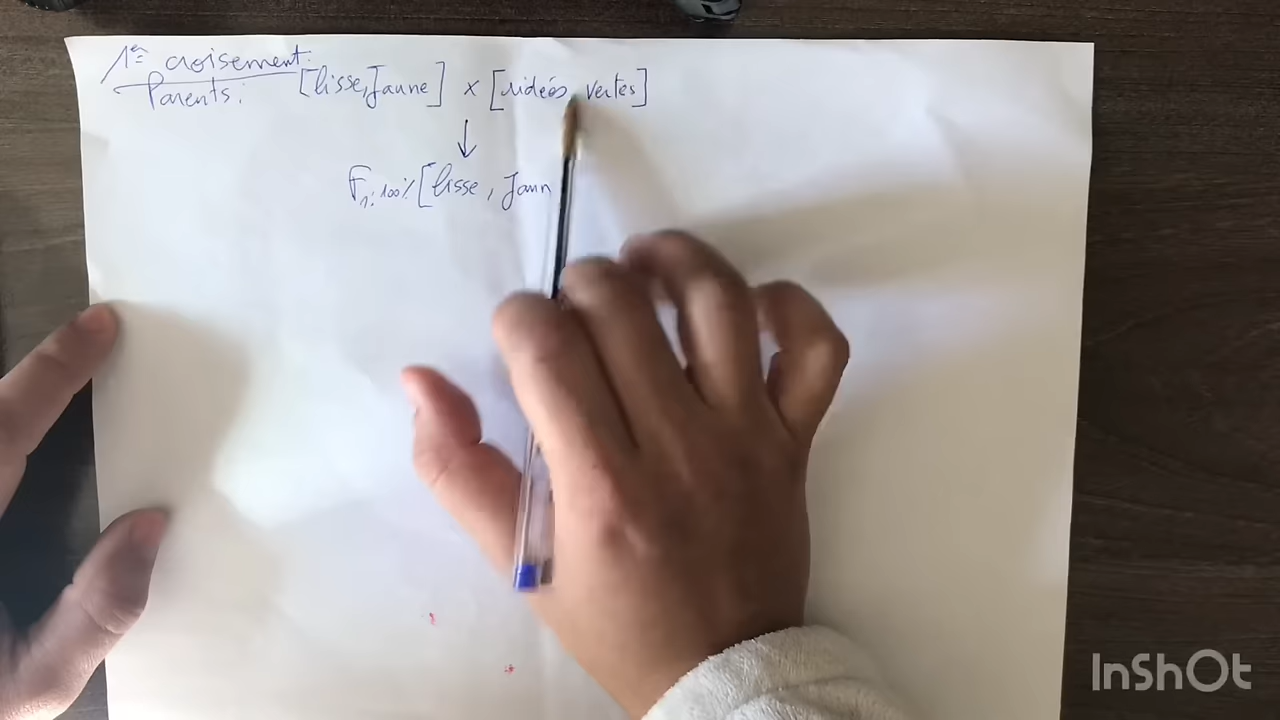 1er croisement:
Parents: [lisse, Jaune] x [ridées, vertes]
F1: 100% [lisse, Jaun
InShOt